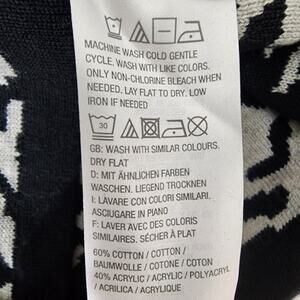 MACHINE WASH COLD GENTLE
CYCLE. WASH WITH LIKE COLORS.
ONLY NON-CHLORINE BLEACH WHEN
NEEDED. LAY FLAT TO DRY. LOW
IRON IF NEEDED
30
GB: WASH WITH SIMILAR COLOURS.
DRY FLAT
D: MIT ÄHNLICHEN FARBEN
WASCHEN. LIEGEND TROCKNEN
I: LAVARE CON COLORI SIMILARI.
ASCIUGARE IN PIANO
F: LAVER AVEC DES COLORIS
SIMILAIRES. SÉCHER À PLAT
60% COTTON / COTTON /
BAUMWOLLE / COTONE / COTON
40% ACRYLIC / ACRYLIC / POLYACRYL
/ ACRILICA / ACRYLIQUE